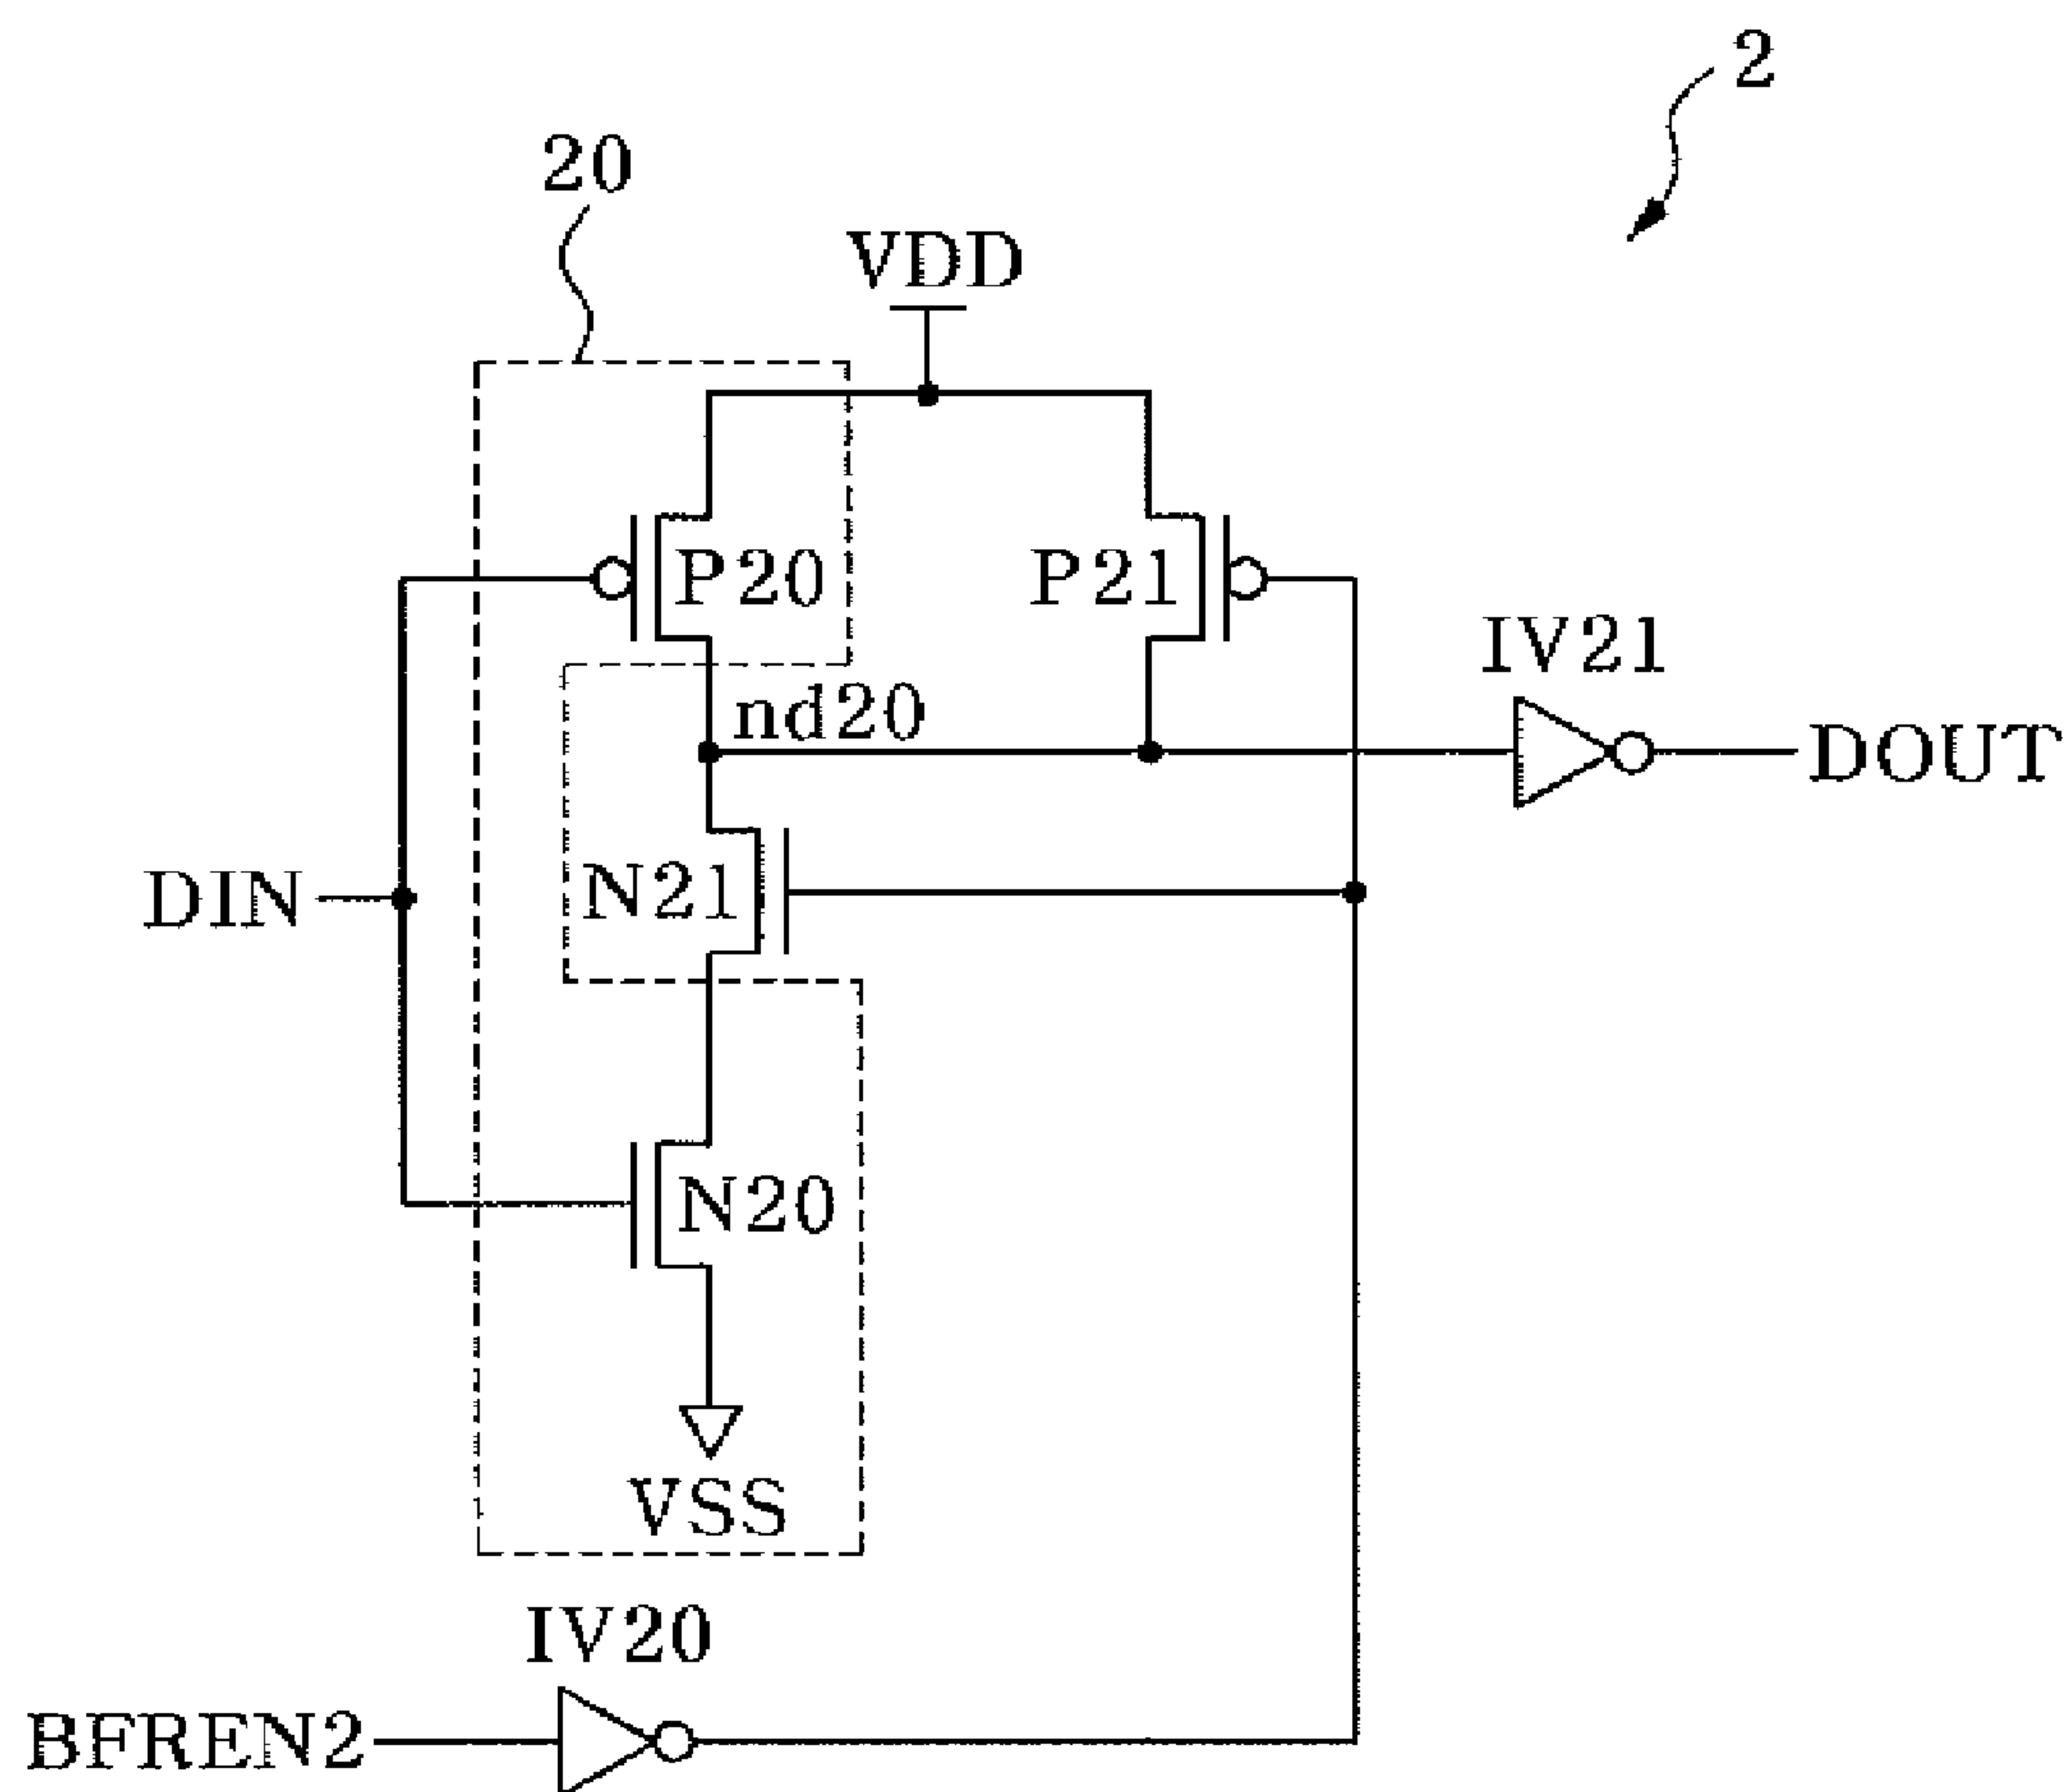 2
20
VDD
P20
P21
IV21
nd20
DOUT
N21
DIN
N20
VSS
IV20
BFREN2